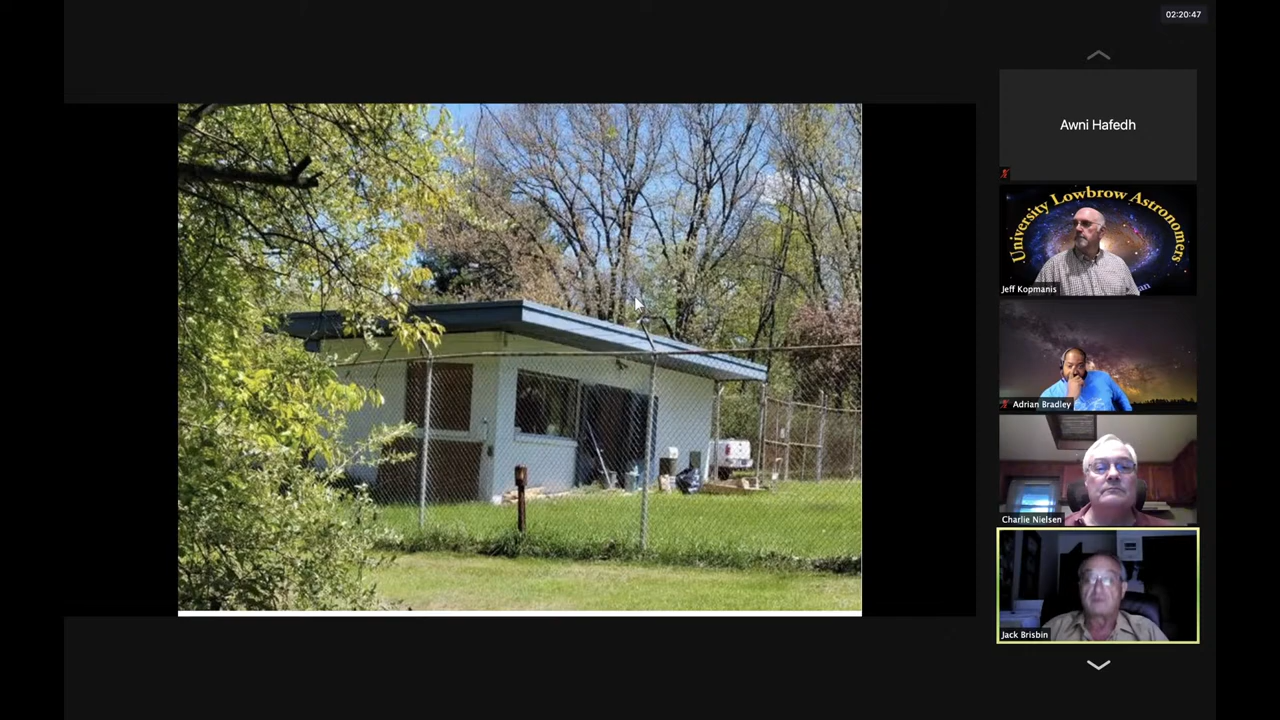 02:20:47
Awni Hafedh
University Lowbrow Astronomers
Jeff Kopmanis
Adrian Bradley
Charlie Nielsen
Jack Brisbin